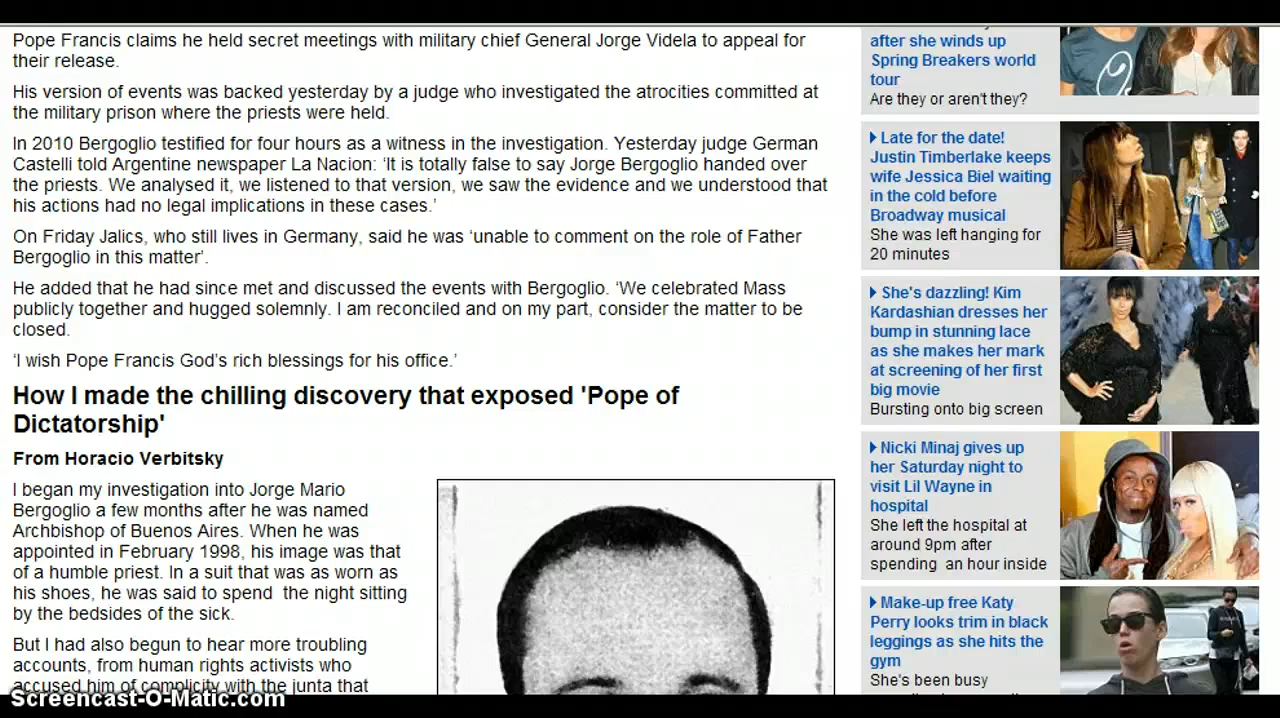 Pope Francis claims he held secret meetings with military chief General Jorge Videla to appeal for
their release.
His version of events was backed yesterday by a judge who investigated the atrocities committed at
the military prison where the priests were held.
In 2010 Bergoglio testified for four hours as a witness in the investigation. Yesterday judge German
Castelli told Argentine newspaper La Nacion: ‘It is totally false to say Jorge Bergoglio handed over
the priests. We analysed it, we listened to that version, we saw the evidence and we understood that
his actions had no legal implications in these cases.’
On Friday Jalics, who still lives in Germany, said he was ‘unable to comment on the role of Father
Bergoglio in this matter’.
He added that he had since met and discussed the events with Bergoglio. ‘We celebrated Mass
publicly together and hugged solemnly. I am reconciled and on my part, consider the matter to be
closed.
‘I wish Pope Francis God’s rich blessings for his office.’
How I made the chilling discovery that exposed 'Pope of
Dictatorship'
From Horacio Verbitsky
I began my investigation into Jorge Mario
Bergoglio a few months after he was named
Archbishop of Buenos Aires. When he was
appointed in February 1998, his image was that
of a humble priest. In a suit that was as worn as
his shoes, he was said to spend the night sitting
by the bedsides of the sick.
But I had also begun to hear more troubling
accounts, from human rights activists who
accused him of complicity with the junta that
after she winds up
Spring Breakers world
tour
Are they or aren't they?
Late for the date!
Justin Timberlake keeps
wife Jessica Biel waiting
in the cold before
Broadway musical
She was left hanging for
20 minutes
She's dazzling! Kim
Kardashian dresses her
bump in stunning lace
as she makes her mark
at screening of her first
big movie
Bursting onto big screen
Nicki Minaj gives up
her Saturday night to
visit Lil Wayne in
hospital
She left the hospital at
around 9pm after
spending an hour inside
Make-up free Katy
Perry looks trim in black
leggings as she hits the
gym
She's been busy
Screencast-O-Matic.com